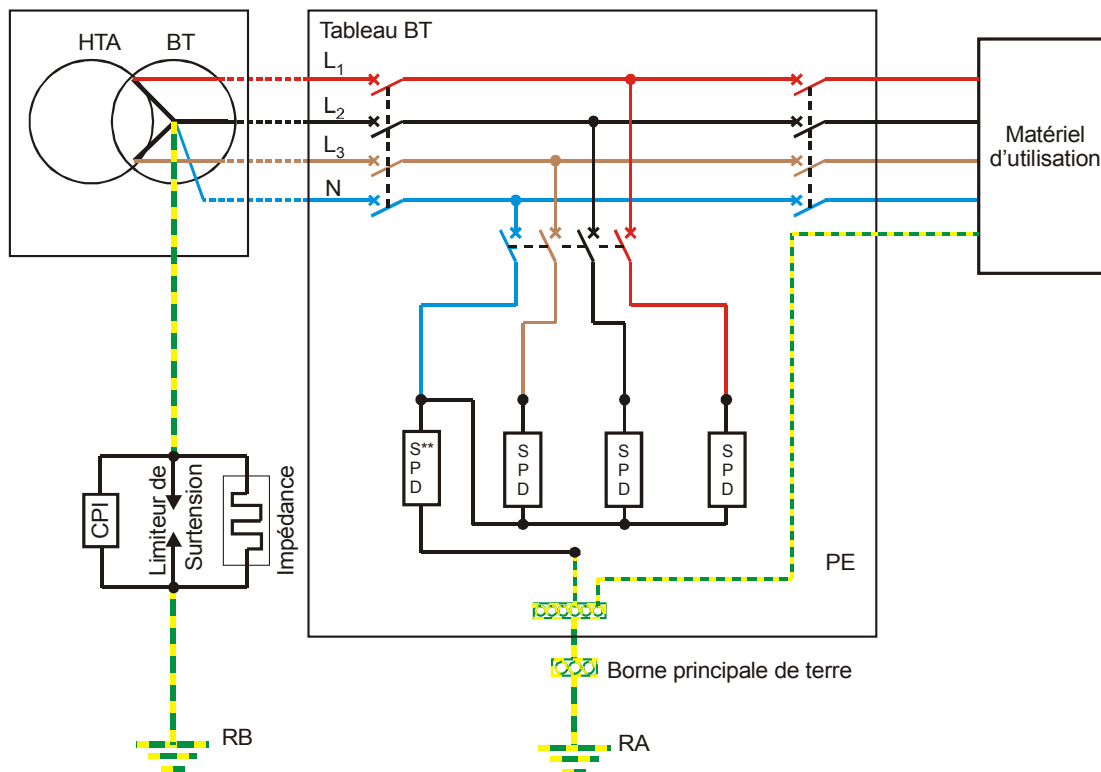 HTA
BT
Tableau BT
L1
L2
L3
N
Matériel
d'utilisation
S**
P
D
S
P
D
S
P
D
S
P
D
CPI
Limiteur de
Surtension
Impédance
PE
Borne principale de terre
RB
RA